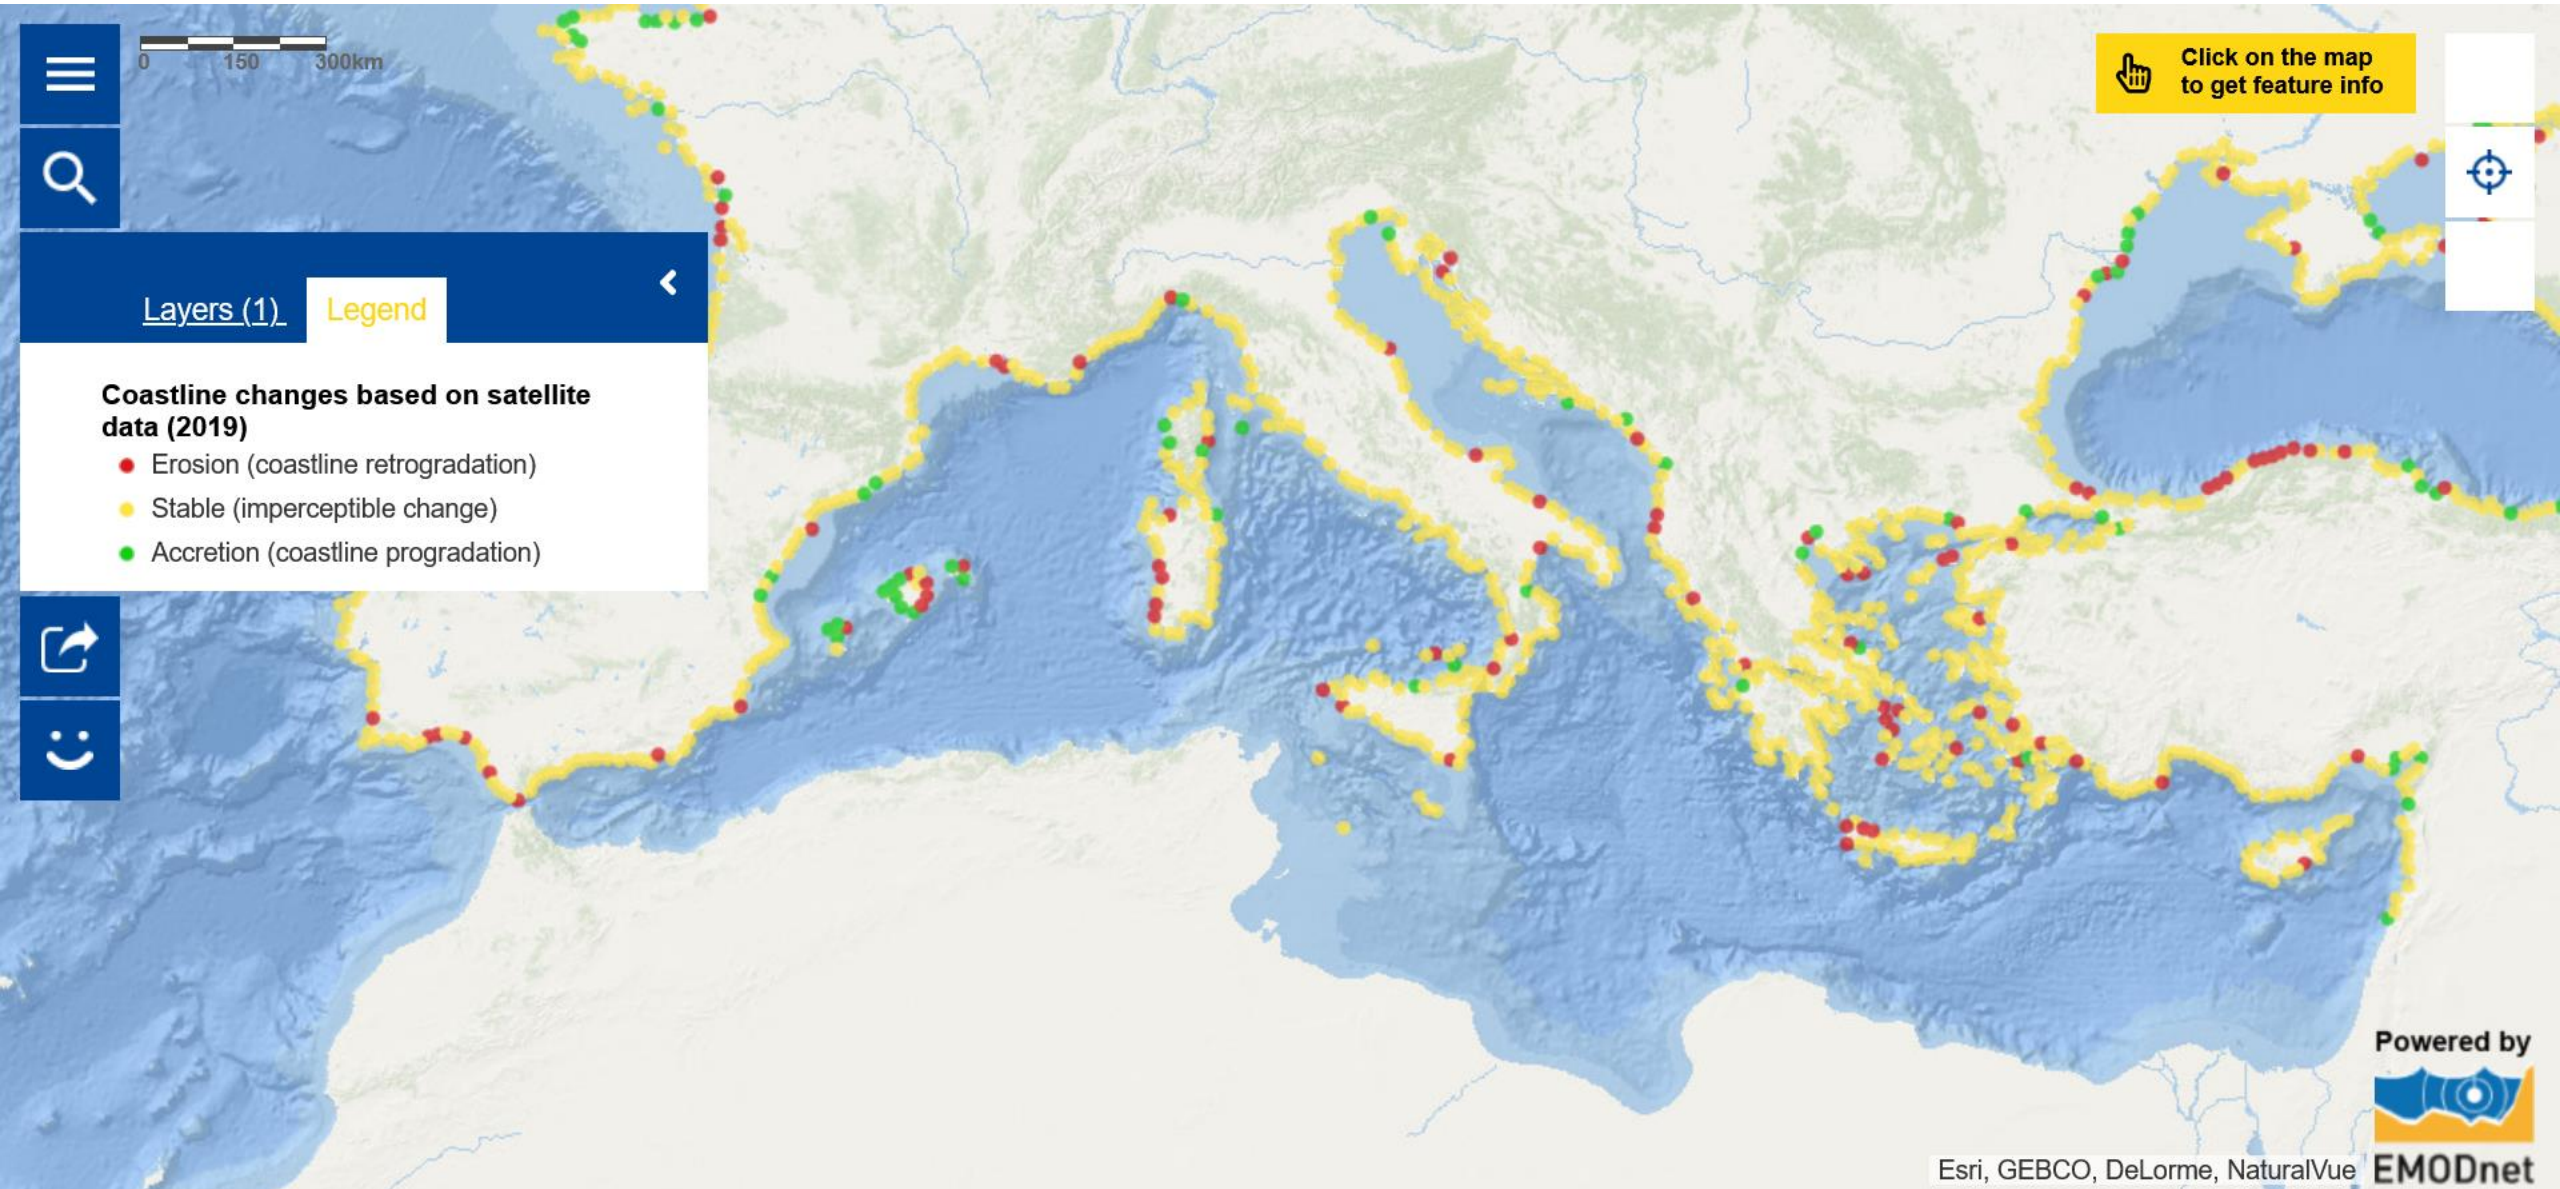 0 150 300km
Click on the map
to get feature info
Layers (1)
Legend
Coastline changes based on satellite
data (2019)
Erosion (coastline retrogradation)
Stable (imperceptible change)
Accretion (coastline progradation)
Powered by
EMODnet
Esri, GEBCO, DeLorme, NaturalVue